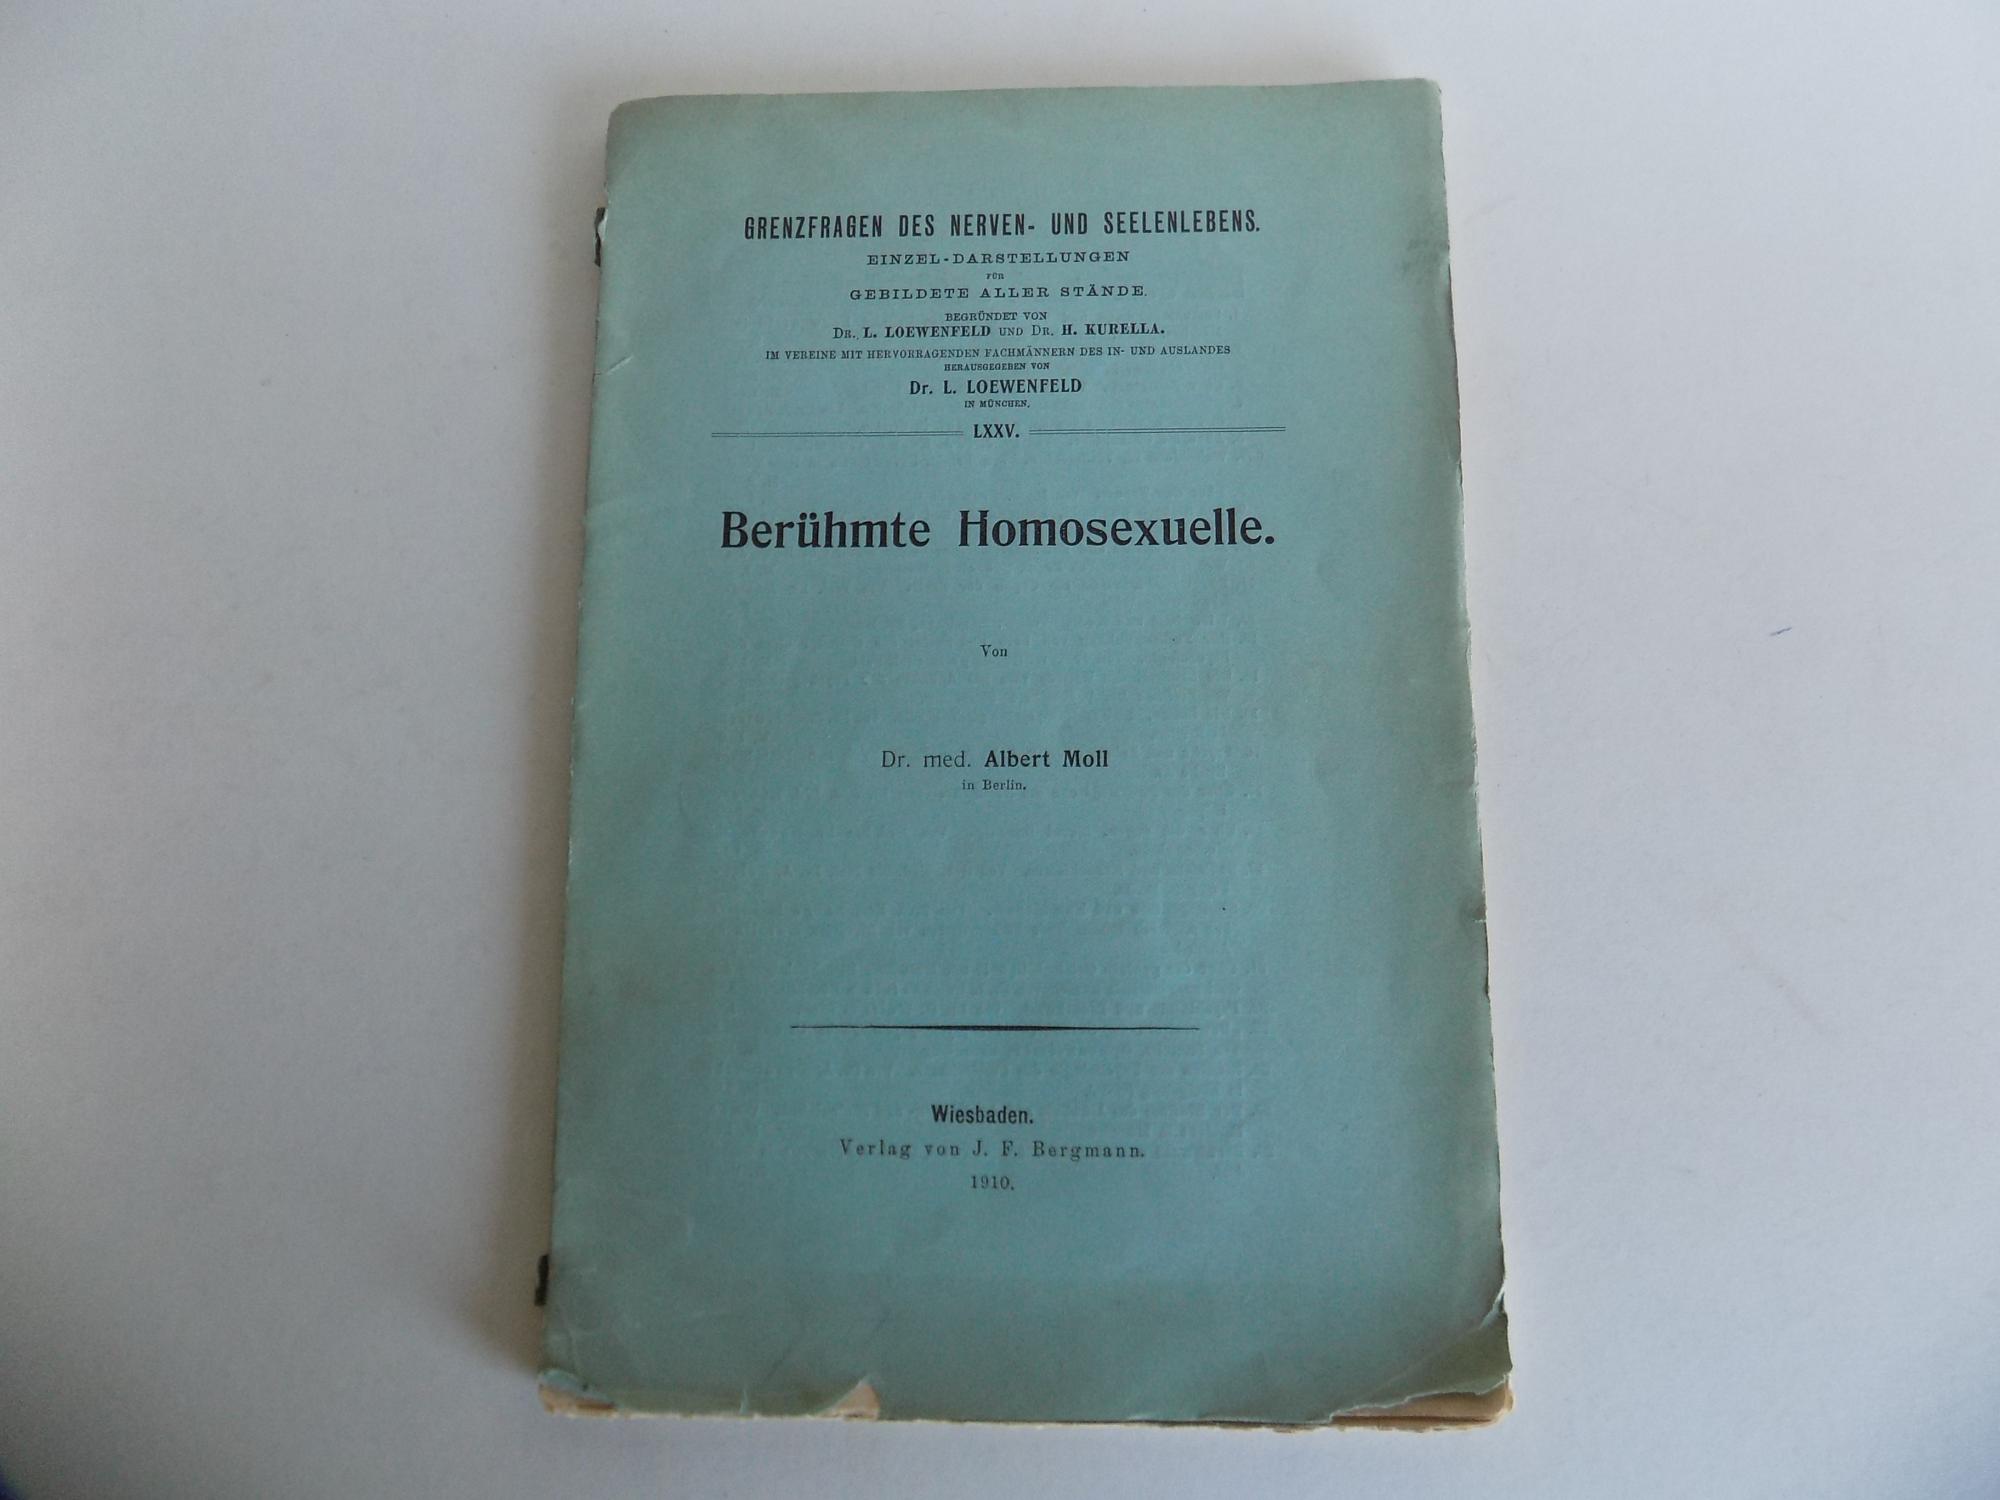 GRENZFRAGEN DES NERVEN- UND SEELENLEBENS.
EINZEL-DARSTELLUNGEN
FÜR
GEBILDETE ALLER STÄNDE.
BEGRÜNDET VON
DR. L. LOEWENFELD UND DR. H. KURELLA.
IM VEREINE MIT HERVORRAGENDEN FACHMÄNNERN DES IN- UND AUSLANDES
HERAUSGEGEBEN VON
Dr. L. LOEWENFELD
IN MÜNCHEN.
LXXV.
Berühmte Homosexuelle.
Von
Dr. med. Albert Moll
in Berlin.
Wiesbaden.
Verlag von J. F. Bergmann.
1910.